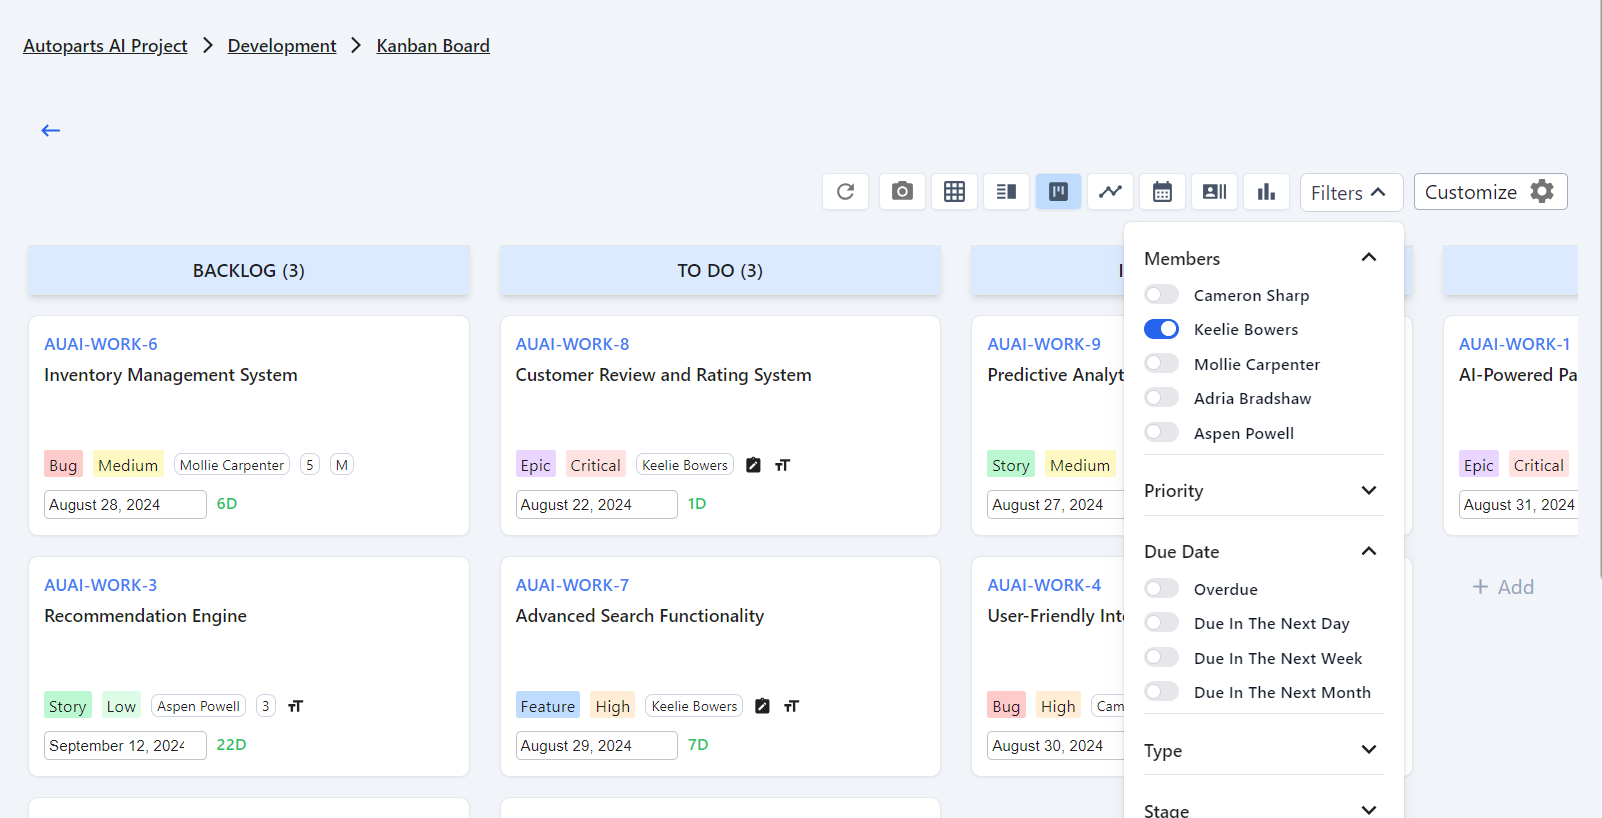 Autoparts AI Project > Development > Kanban Board
Filters
Customize
BACKLOG (3)
AUAI-WORK-6
Inventory Management System
Bug Medium Mollie Carpenter 5 M
August 28, 2024 6D
AUAI-WORK-3
Recommendation Engine
Story Low Aspen Powell 3
September 12, 2024 22D
TO DO (3)
AUAI-WORK-8
Customer Review and Rating System
Epic Critical Keelie Bowers
August 22, 2024 1D
AUAI-WORK-7
Advanced Search Functionality
Feature High Keelie Bowers
August 29, 2024 7D
AUAI-WORK-9
Predictive Analyt
Story Medium
August 27, 2024
AUAI-WORK-4
User-Friendly Int
Bug High Cam
August 30, 2024
Members
Cameron Sharp
Keelie Bowers
Mollie Carpenter
Adria Bradshaw
Aspen Powell
Priority
Due Date
Overdue
Due In The Next Day
Due In The Next Week
Due In The Next Month
Type
Stage
AUAI-WORK-1
AI-Powered Pa
Epic Critical
August 31, 2024
+ Add